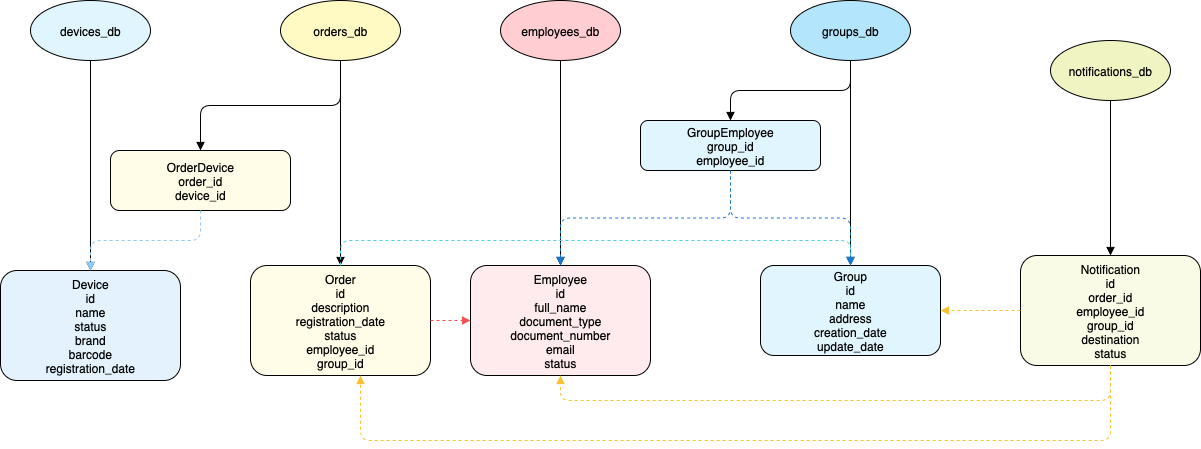 devices_db
orders_db
employees_db
groups_db
notifications_db
GroupEmployee
group_id
employee_id
OrderDevice
order_id
device_id
Device
id
name
status
brand
barcode
registration_date
Order
id
description
registration_date
status
employee_id
group_id
Employee
id
full_name
document_type
document_number
email
status
Group
id
name
address
creation_date
update_date
Notification
id
order_id
employee_id
group_id
destination
status